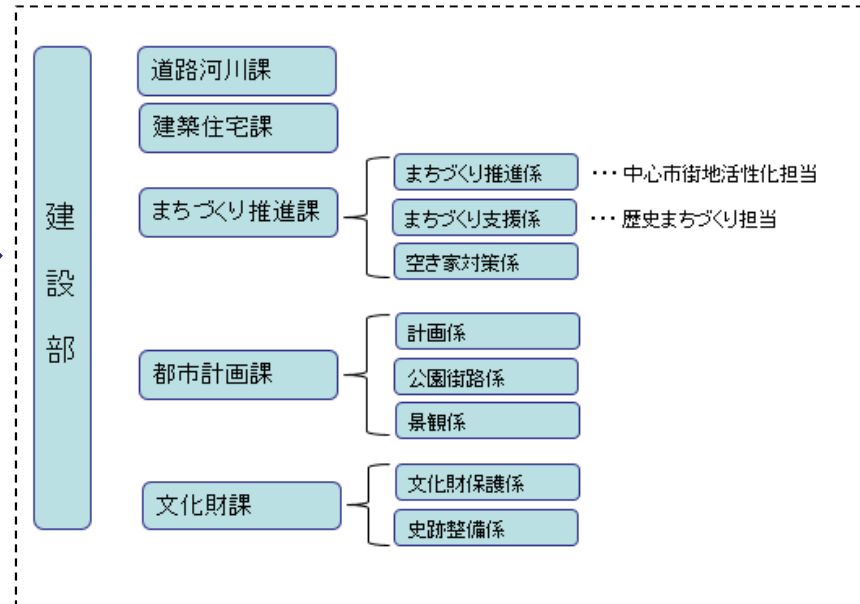 建設部
道路河川課
建築住宅課
まちづくり推進課
まちづくり推進係 ・・・中心市街地活性化担当
まちづくり支援係 ・・・歴史まちづくり担当
空き家対策係
都市計画課
計画係
公園街路係
景観係
文化財課
文化財保護係
史跡整備係